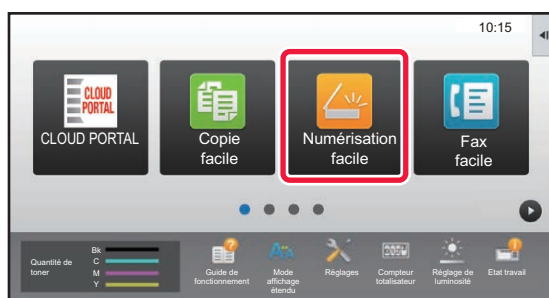 10:15
CLOUD
PORTAL
CLOUD PORTAL
Copie
facile
Numérisation
facile
Fax
facile
Quantité de
toner
Bk
C
M
Y
Guide de
fonctionnement
Mode
affichage
étendu
Réglages
Compteur
totalisateur
Réglage de
luminosité
Etat travail